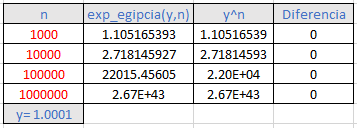 n exp_egipcia(y,n) y^n Diferencia
1000 1.105165393 1.10516539 0
10000 2.718145927 2.71814593 0
100000 22015.45605 2.20E+04 0
1000000 2.67E+43 2.67E+43 0
y= 1.0001